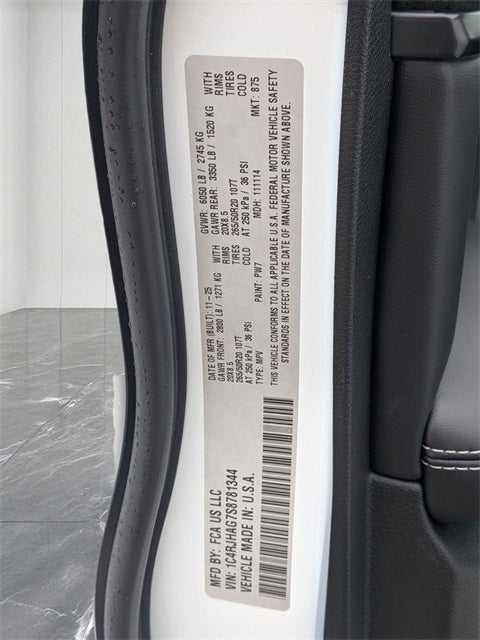 MFD BY: FCA US LLC
VIN: 1C4RJHAG7S8781344
VEHICLE MADE IN: U.S.A.
DATE OF MFR (BUILT): 11-25
GAWR FRONT: 2800 LB / 1271 KG WITH
20X8.5 RIMS
265/50R20 107T TIRES
AT 250 kPa / 36 PSI COLD
TYPE: MPV
GVWR: 6050 LB / 2745 KG
GAWR REAR: 3350 LB / 1520 KG WITH
20X8.5 RIMS
265/50R20 107T TIRES
AT 250 kPa / 36 PSI COLD
PAINT: PW7 MDH: 111114 MKT: 875
THIS VEHICLE CONFORMS TO ALL APPLICABLE U.S.A. FEDERAL MOTOR VEHICLE SAFETY
STANDARDS IN EFFECT ON THE DATE OF MANUFACTURE SHOWN ABOVE.